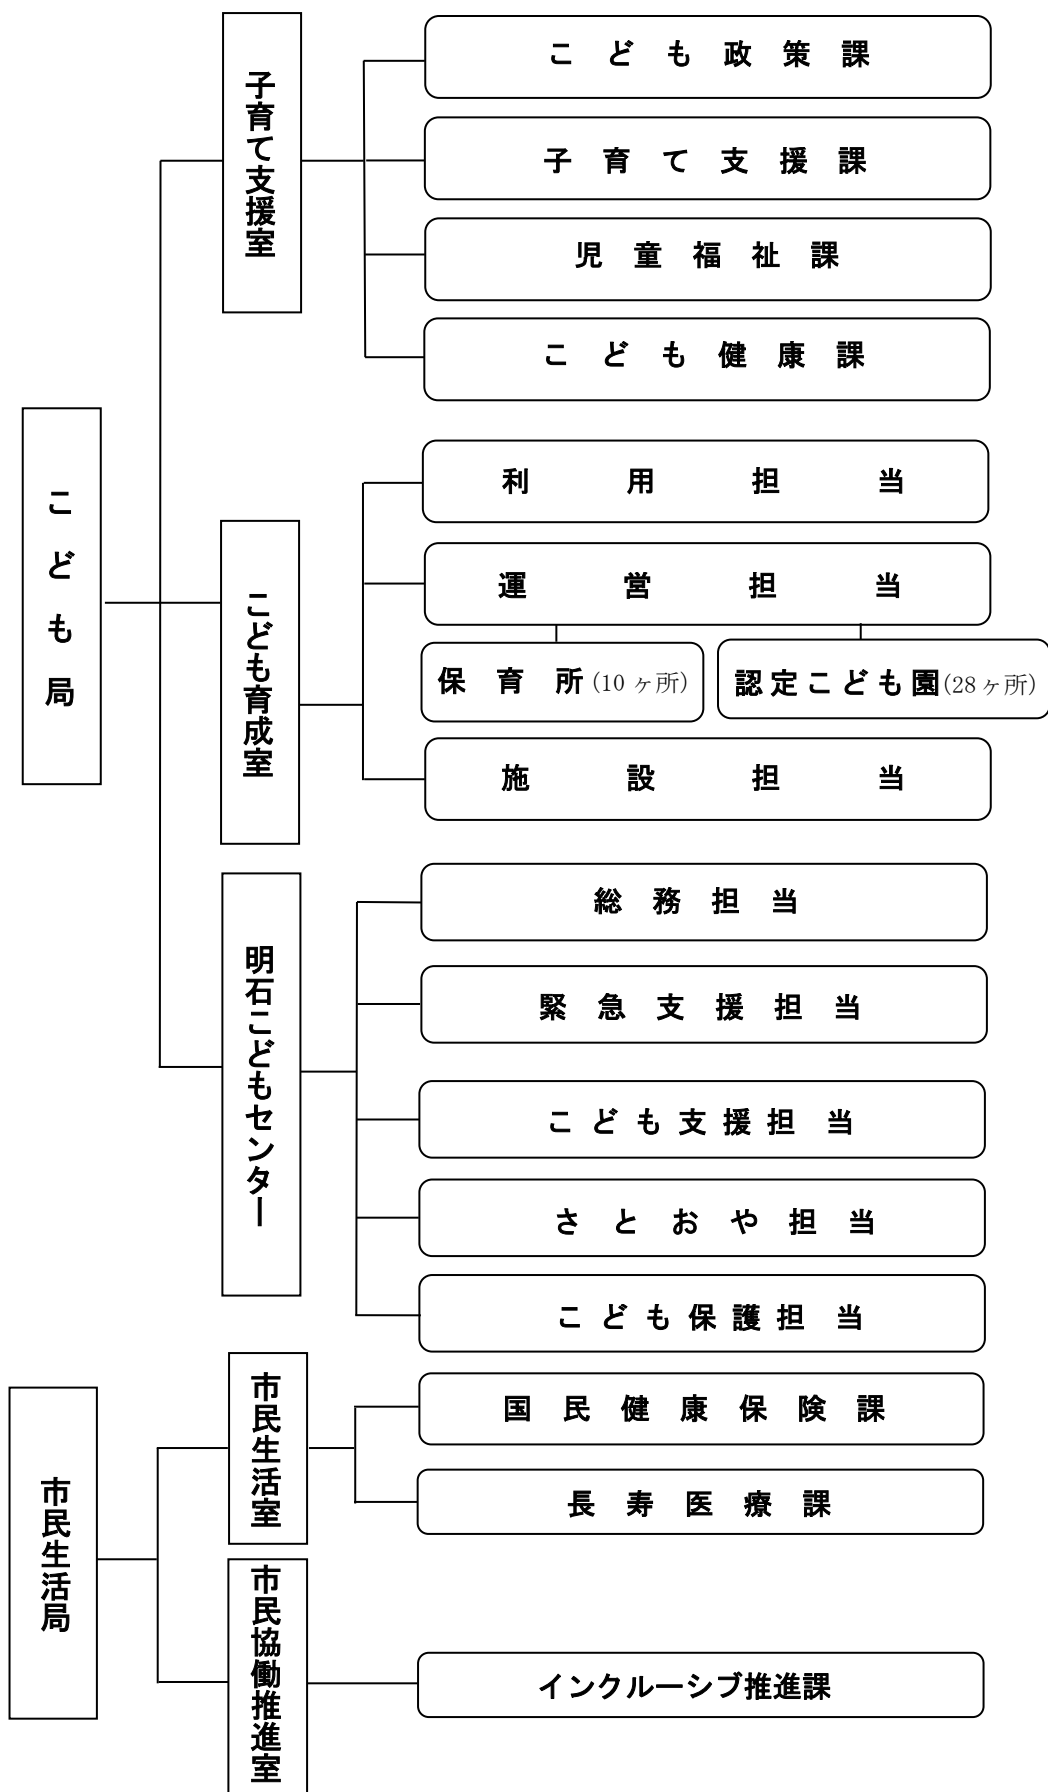 こども局
子育て支援室
こども政策課
子育て支援課
児童福祉課
こども健康課
こども育成室
利用担当
運営担当
保育所(10ヶ所)
認定こども園(28ヶ所)
施設担当
明石こどもセンター
総務担当
緊急支援担当
こども支援担当
さとおや担当
こども保護担当
市民生活局
市民生活室
国民健康保険課
長寿医療課
市民協働推進室
インクルーシブ推進課